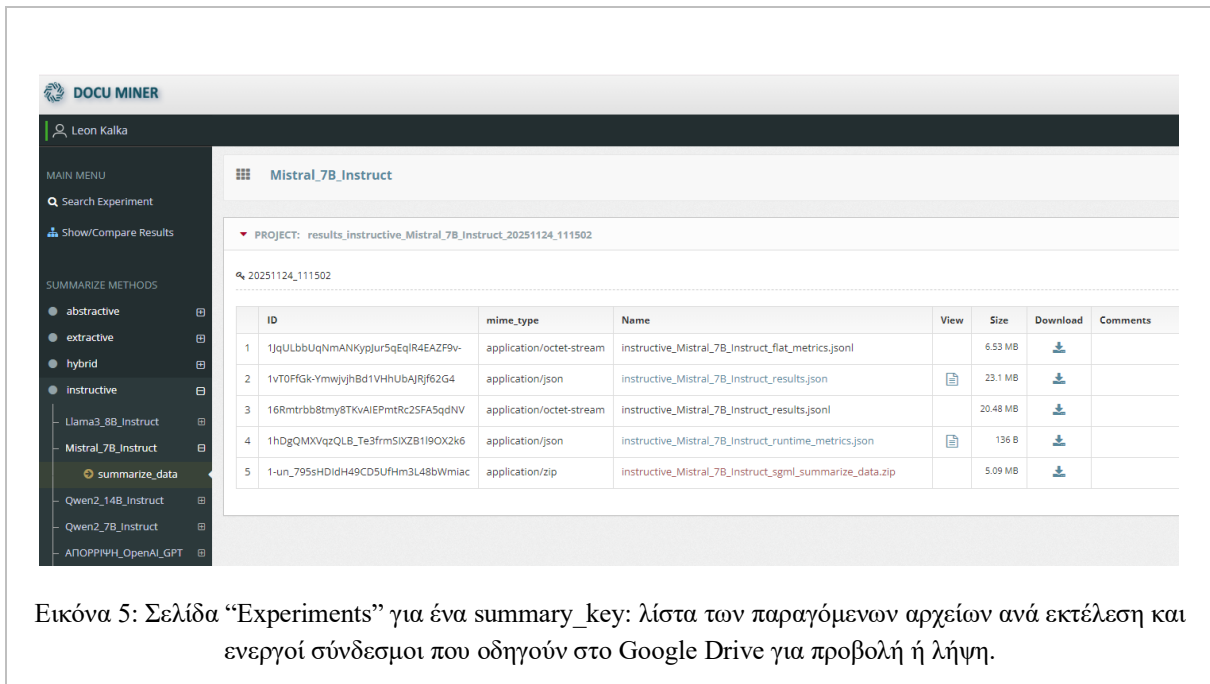 DOCU MINER
Leon Kalka
MAIN MENU
Search Experiment
Show/Compare Results
SUMMARIZE METHODS
abstractive
extractive
hybrid
instructive
Llama3_8B_Instruct
Mistral_7B_Instruct
summarize_data
Qwen2_14B_Instruct
Qwen2_7B_Instruct
ΑΠΟΡΡΙΨΗ_OpenAI_GPT
Mistral_7B_Instruct
PROJECT: results_instructive_Mistral_7B_Instruct_20251124_111502
20251124_111502
ID mime_type Name View Size Download Comments
1 1JqULbbUqNmANKypJur5qEqlR4EAZF9v- application/octet-stream instructive_Mistral_7B_Instruct_flat_metrics.jsonl 6.53 MB
2 1vT0FfGk-YmwjvjhBd1VHhUbAJRjf62G4 application/json instructive_Mistral_7B_Instruct_results.json 23.1 MB
3 16Rmtrbb8tmy8TKvAIEPmtRc2SFA5qdNV application/octet-stream instructive_Mistral_7B_Instruct_results.jsonl 20.48 MB
4 1hDgQMXVqzQLB_Te3frmSIXZB1l9OX2k6 application/json instructive_Mistral_7B_Instruct_runtime_metrics.json 136 B
5 1-un_795sHDIdH49CD5UfHm3L48bWmiac application/zip instructive_Mistral_7B_Instruct_sgml_summarize_data.zip 5.09 MB
Εικόνα 5: Σελίδα “Experiments” για ένα summary_key: λίστα των παραγόμενων αρχείων ανά εκτέλεση και
ενεργοί σύνδεσμοι που οδηγούν στο Google Drive για προβολή ή λήψη.